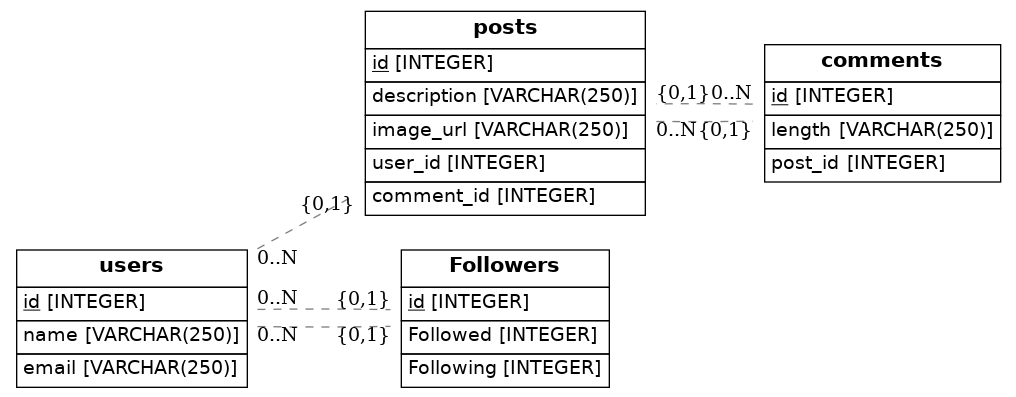 posts
id [INTEGER]
description [VARCHAR(250)]
image_url [VARCHAR(250)]
user_id [INTEGER]
comment_id [INTEGER]
{0,1} 0..N
0..N {0,1}
comments
id [INTEGER]
length [VARCHAR(250)]
post_id [INTEGER]
{0,1}
0..N
users
id [INTEGER]
name [VARCHAR(250)]
email [VARCHAR(250)]
0..N {0,1}
0..N {0,1}
Followers
id [INTEGER]
Followed [INTEGER]
Following [INTEGER]